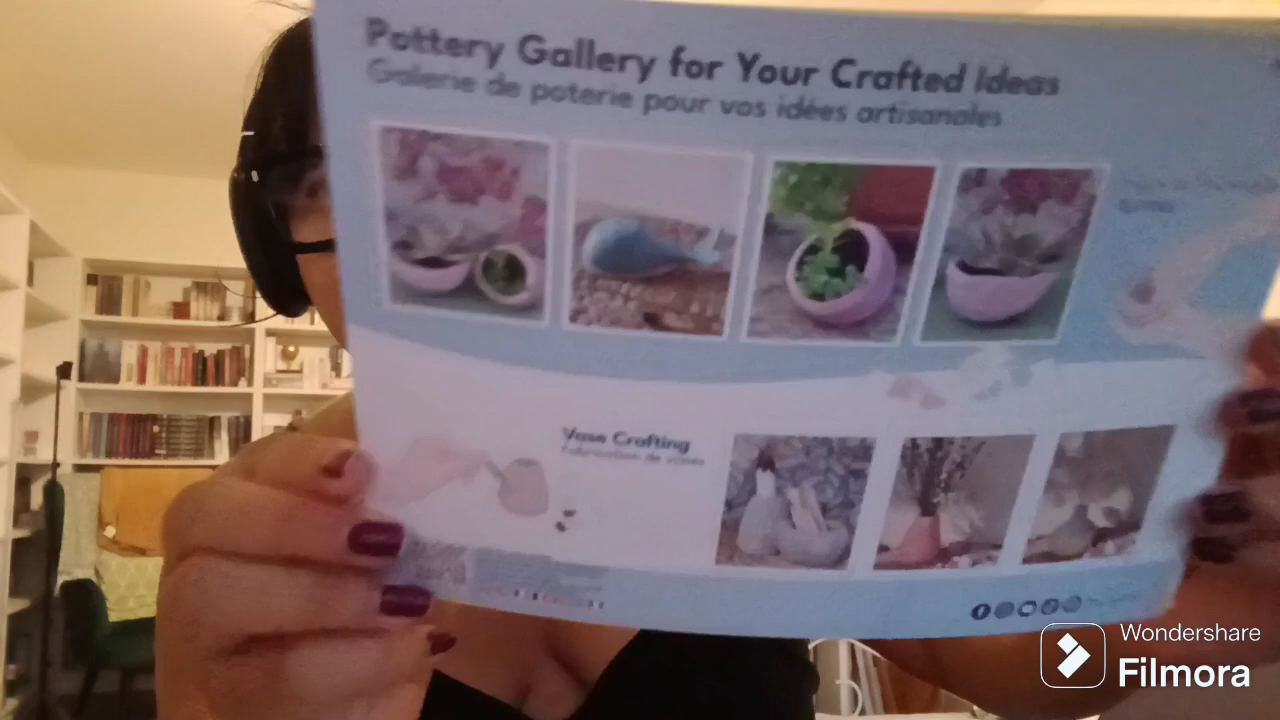 Pottery Gallery for Your Crafted Ideas
Galerie de poterie pour vos idées artisanales
Vase Crafting
Fabrication de vases
Wondershare
Filmora